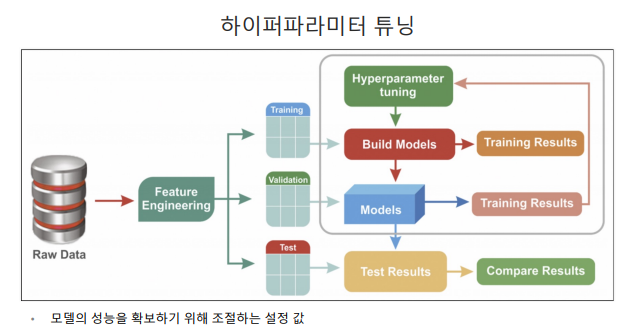 하이퍼파라미터 튜닝
Hyperparameter
tuning
Training
Build Models
Training Results
Validation
Feature
Engineering
Models
Training Results
Raw Data
Test
Test Results
Compare Results
• 모델의 성능을 확보하기 위해 조절하는 설정 값